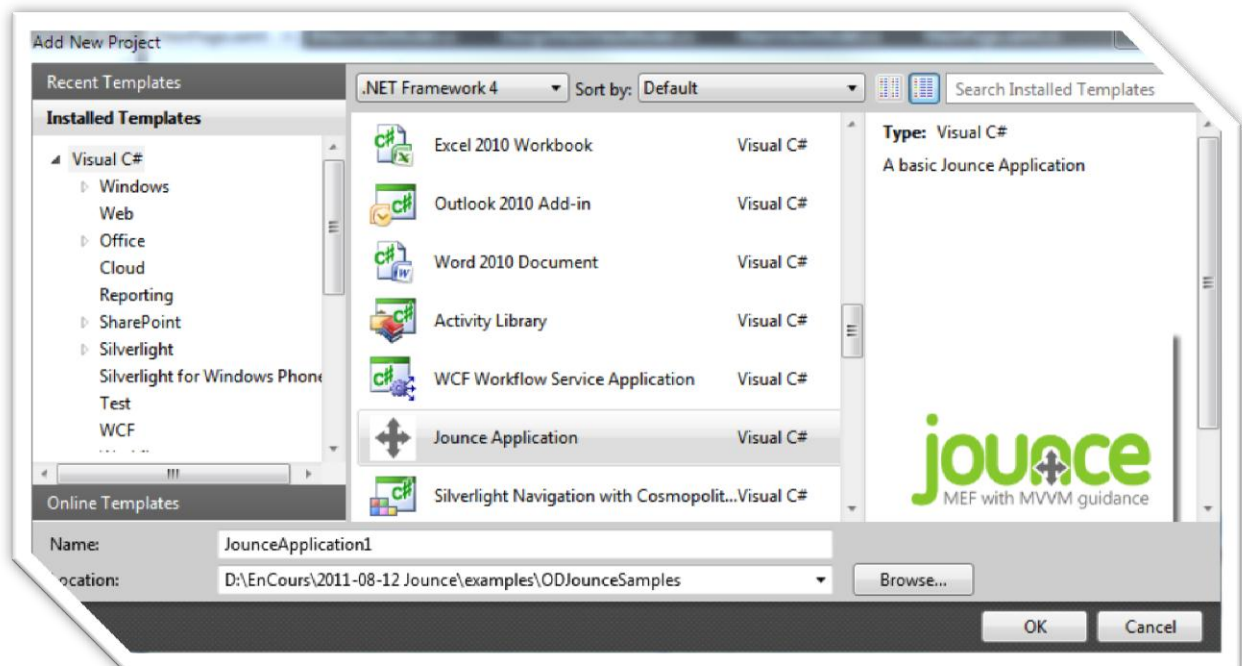 Add New Project
Recent Templates
Installed Templates
Visual C#
Windows
Web
Office
Cloud
Reporting
SharePoint
Silverlight
Silverlight for Windows Phone
Test
WCF
Online Templates
.NET Framework 4 Sort by: Default Search Installed Templates
Excel 2010 Workbook Visual C#
Outlook 2010 Add-in Visual C#
Word 2010 Document Visual C#
Activity Library Visual C#
WCF Workflow Service Application Visual C#
Jounce Application Visual C#
Silverlight Navigation with Cosmopolit...Visual C#
Type: Visual C#
A basic Jounce Application
jounce
MEF with MVVM guidance
Name: JounceApplication1
Location: D:\EnCours\2011-08-12 Jounce\examples\ODJounceSamples Browse...
OK Cancel